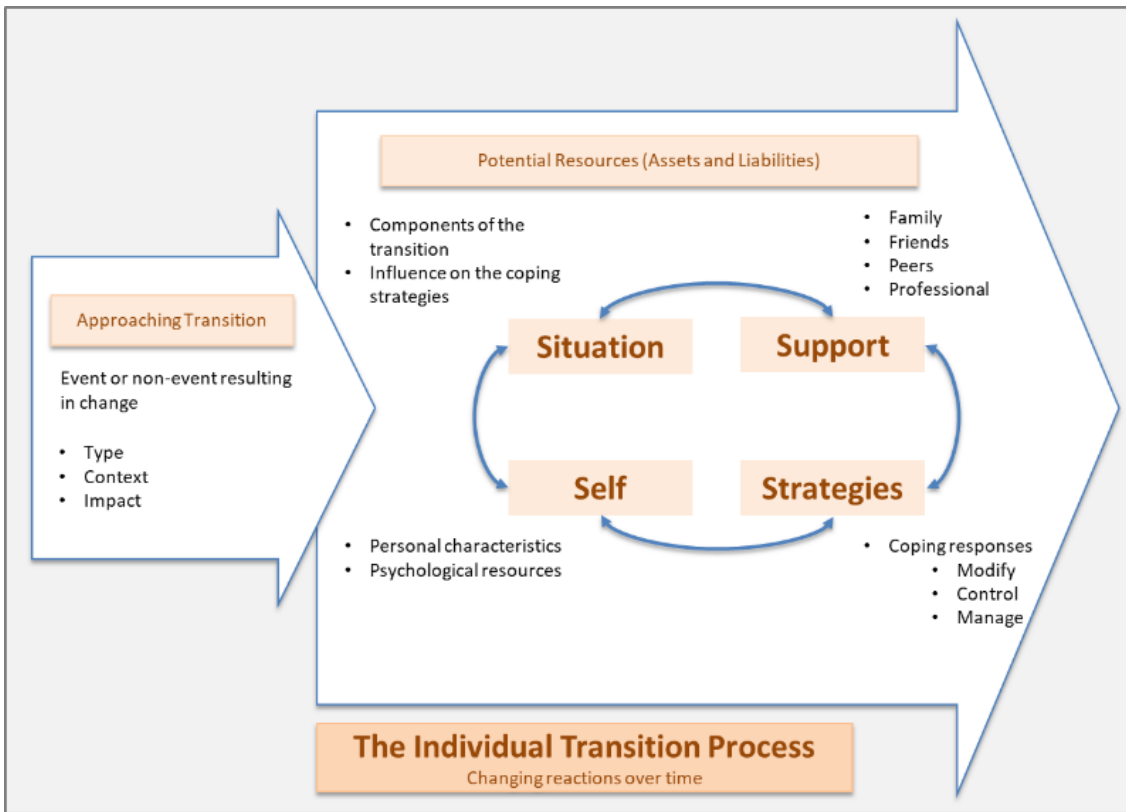 Potential Resources (Assets and Liabilities)
• Components of the
transition
• Influence on the coping
strategies
• Family
• Friends
• Peers
• Professional
Approaching Transition
Event or non-event resulting
in change
• Type
• Context
• Impact
Situation
Support
Self
Strategies
• Personal characteristics
• Psychological resources
• Coping responses
• Modify
• Control
• Manage
The Individual Transition Process
Changing reactions over time